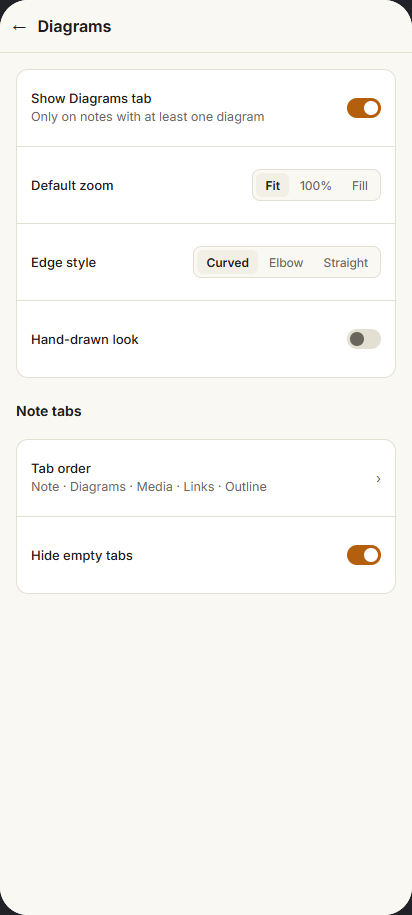 ← Diagrams
Show Diagrams tab
Only on notes with at least one diagram
Default zoom
Fit 100% Fill
Edge style
Curved Elbow Straight
Hand-drawn look
Note tabs
Tab order
Note · Diagrams · Media · Links · Outline
›
Hide empty tabs